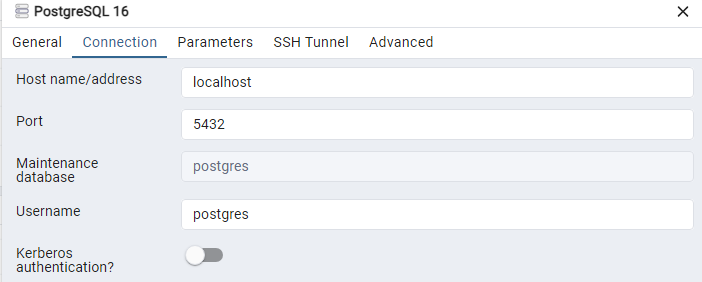 PostgreSQL 16
General Connection Parameters SSH Tunnel Advanced
Host name/address localhost
Port 5432
Maintenance
database postgres
Username postgres
Kerberos
authentication?